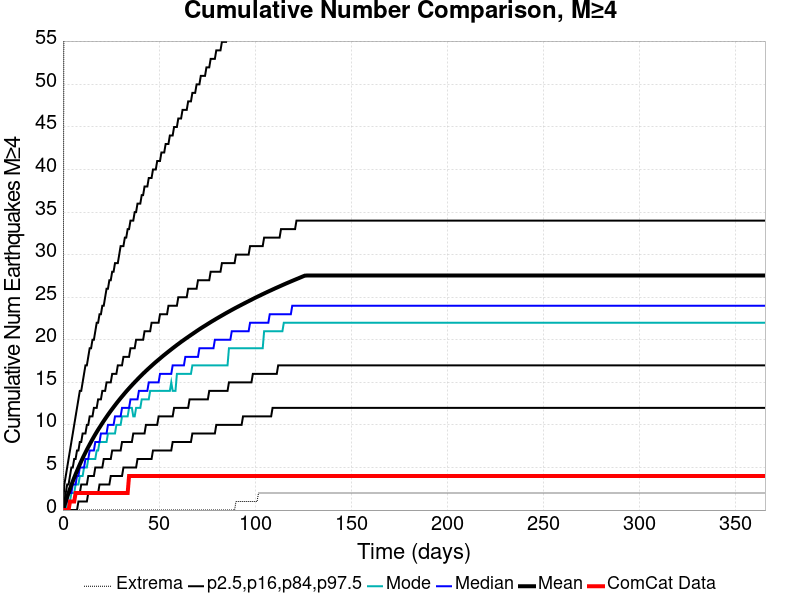 Cumulative Number Comparison, M≥4
Cumulative Num Earthquakes M≥4
55
50
45
40
35
30
25
20
15
10
5
0
0 50 100 150 200 250 300 350
Time (days)
Extrema p2.5,p16,p84,p97.5 Mode Median Mean ComCat Data